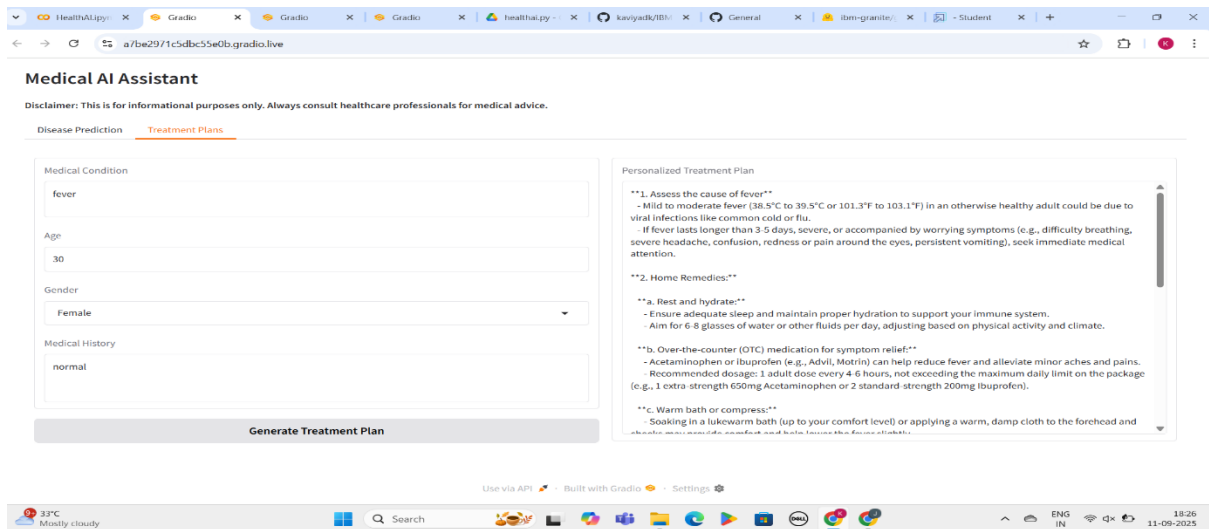 HealthAI.ipyn
Gradio
Gradio
Gradio
healthai.py -
kaviyadk/IBM
General
ibm-granite/
- Student
a7be2971c5dbc55e0b.gradio.live
K
Medical AI Assistant
Disclaimer: This is for informational purposes only. Always consult healthcare professionals for medical advice.
Disease Prediction
Treatment Plans
Medical Condition
fever
Age
30
Gender
Female
Medical History
normal
Generate Treatment Plan
Personalized Treatment Plan
**1. Assess the cause of fever**
- Mild to moderate fever (38.5°C to 39.5°C or 101.3°F to 103.1°F) in an otherwise healthy adult could be due to
viral infections like common cold or flu.
- If fever lasts longer than 3-5 days, severe, or accompanied by worrying symptoms (e.g., difficulty breathing,
severe headache, confusion, redness or pain around the eyes, persistent vomiting), seek immediate medical
attention.
**2. Home Remedies:**
**a. Rest and hydrate:**
- Ensure adequate sleep and maintain proper hydration to support your immune system.
- Aim for 6-8 glasses of water or other fluids per day, adjusting based on physical activity and climate.
**b. Over-the-counter (OTC) medication for symptom relief:**
- Acetaminophen or ibuprofen (e.g., Advil, Motrin) can help reduce fever and alleviate minor aches and pains.
- Recommended dosage: 1 adult dose every 4-6 hours, not exceeding the maximum daily limit on the package
(e.g., 1 extra-strength 650mg Acetaminophen or 2 standard-strength 200mg Ibuprofen).
**c. Warm bath or compress:**
- Soaking in a lukewarm bath (up to your comfort level) or applying a warm, damp cloth to the forehead and
cheeks may provide comfort and help lower the fever slightly.
Use via API · Built with Gradio · Settings
33°C
Mostly cloudy
Search
ENG
IN
18:26
11-09-2025